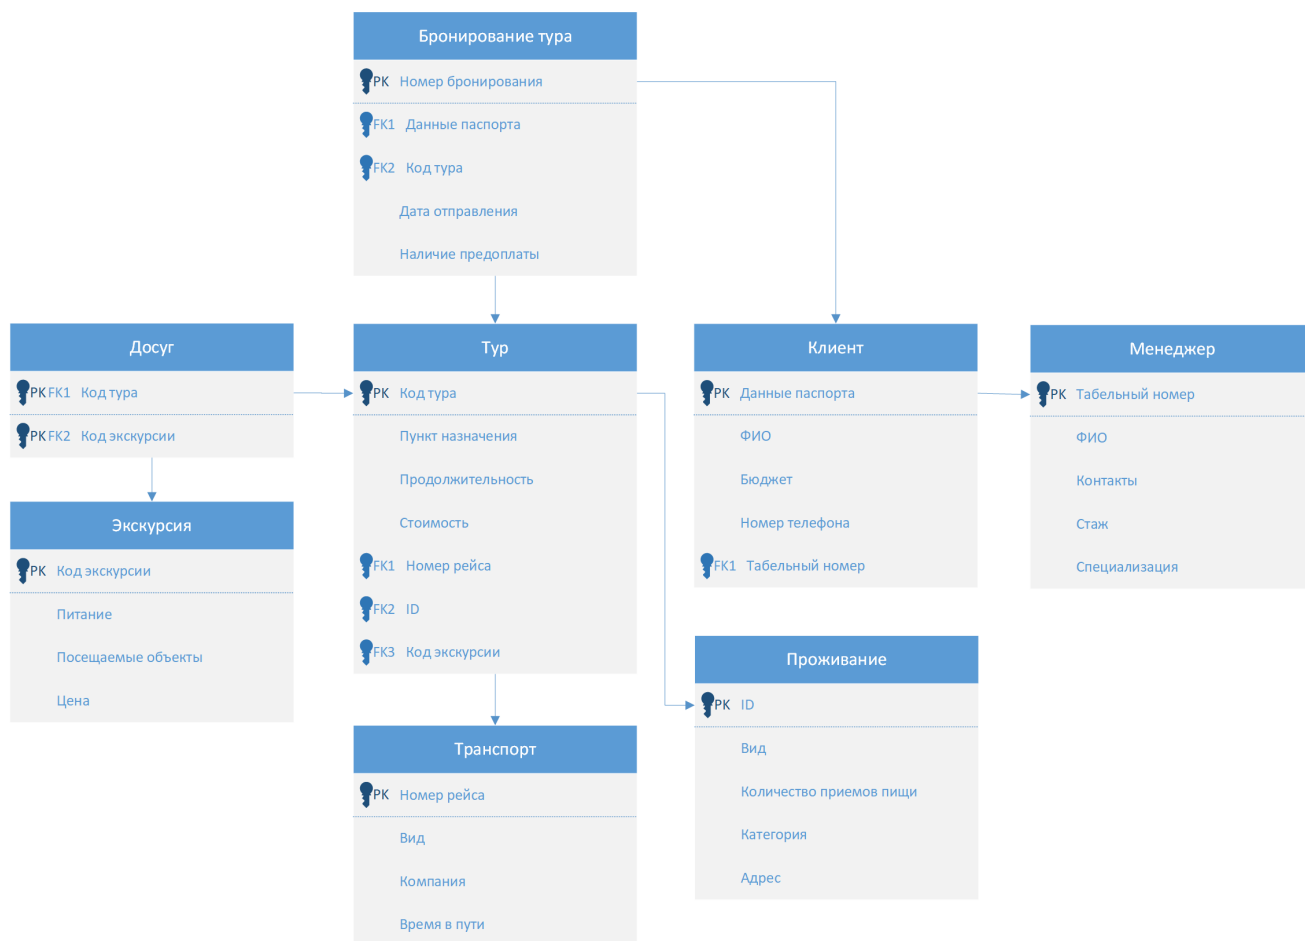 Бронирование тура
PK Номер бронирования
FK1 Данные паспорта
FK2 Код тура
Дата отправления
Наличие предоплаты
Досуг
PK FK1 Код тура
PK FK2 Код экскурсии
Тур
PK Код тура
Пункт назначения
Продолжительность
Стоимость
FK1 Номер рейса
FK2 ID
FK3 Код экскурсии
Клиент
PK Данные паспорта
ФИО
Бюджет
Номер телефона
FK1 Табельный номер
Менеджер
PK Табельный номер
ФИО
Контакты
Стаж
Специализация
Экскурсия
PK Код экскурсии
Питание
Посещаемые объекты
Цена
Транспорт
PK Номер рейса
Вид
Компания
Время в пути
Проживание
PK ID
Вид
Количество приемов пищи
Категория
Адрес